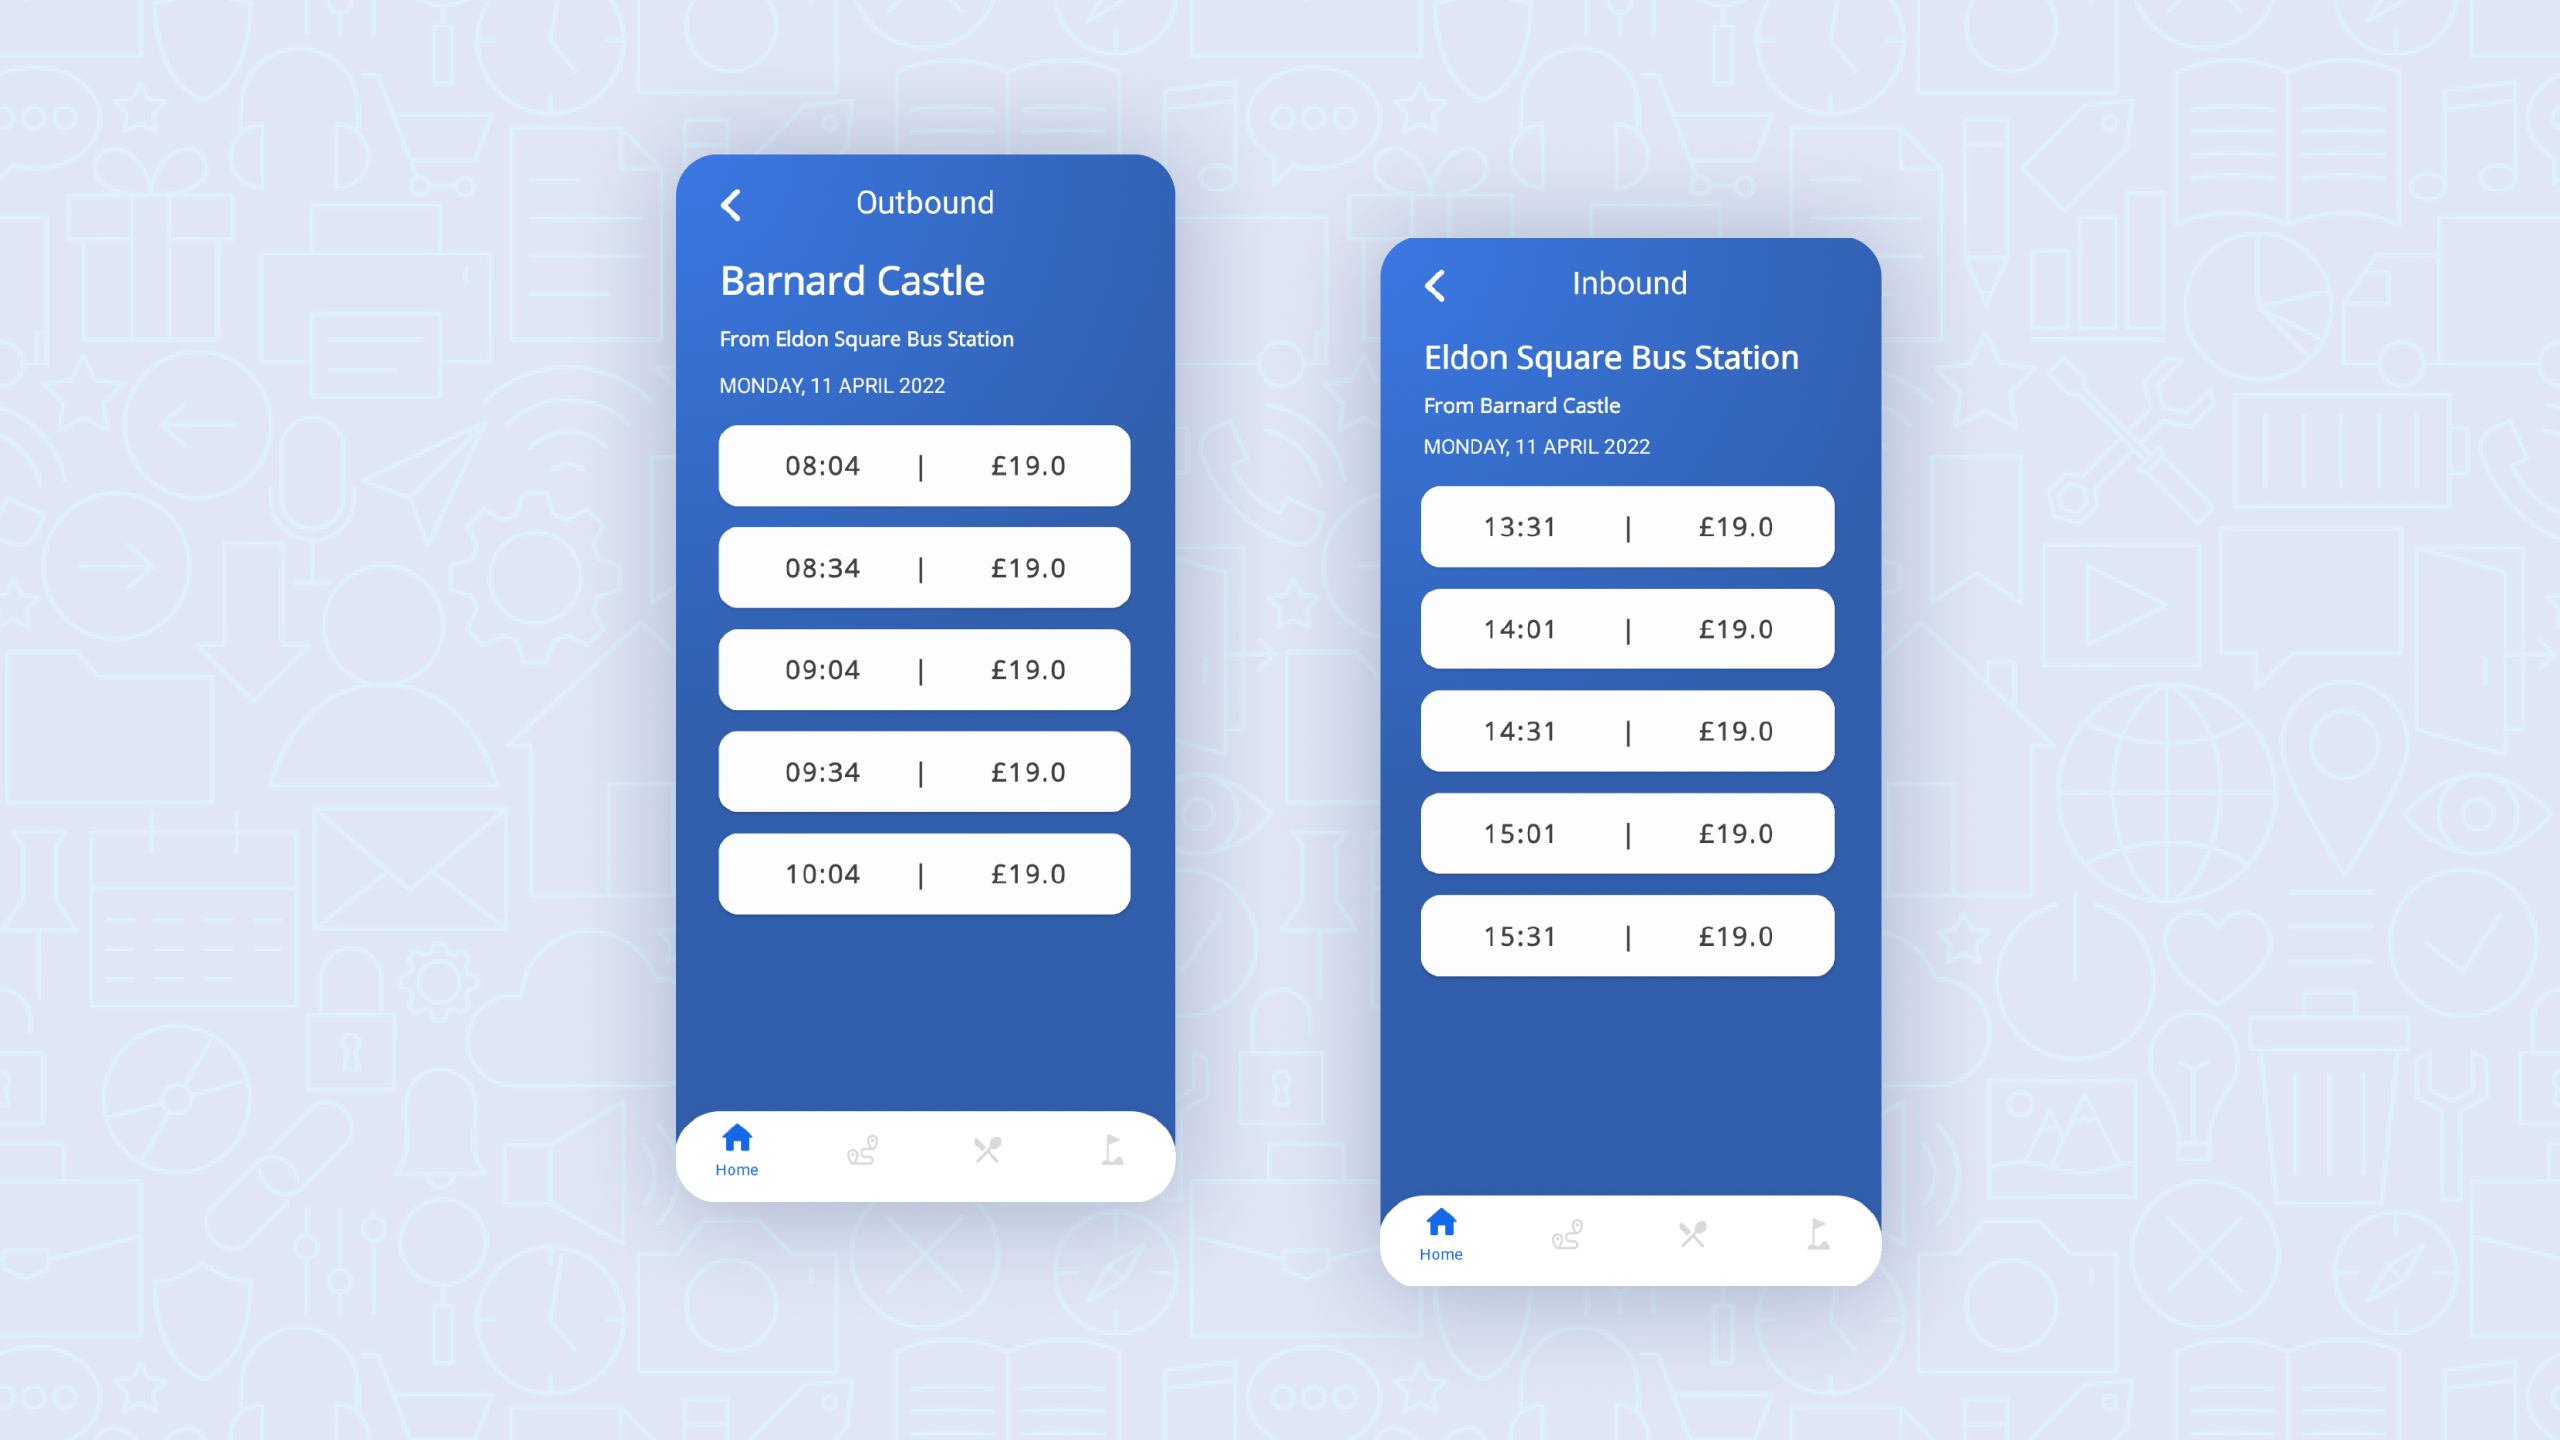 Outbound
Barnard Castle
From Eldon Square Bus Station
MONDAY, 11 APRIL 2022
08:04 | £19.0
08:34 | £19.0
09:04 | £19.0
09:34 | £19.0
10:04 | £19.0
Home
Inbound
Eldon Square Bus Station
From Barnard Castle
MONDAY, 11 APRIL 2022
13:31 | £19.0
14:01 | £19.0
14:31 | £19.0
15:01 | £19.0
15:31 | £19.0
Home